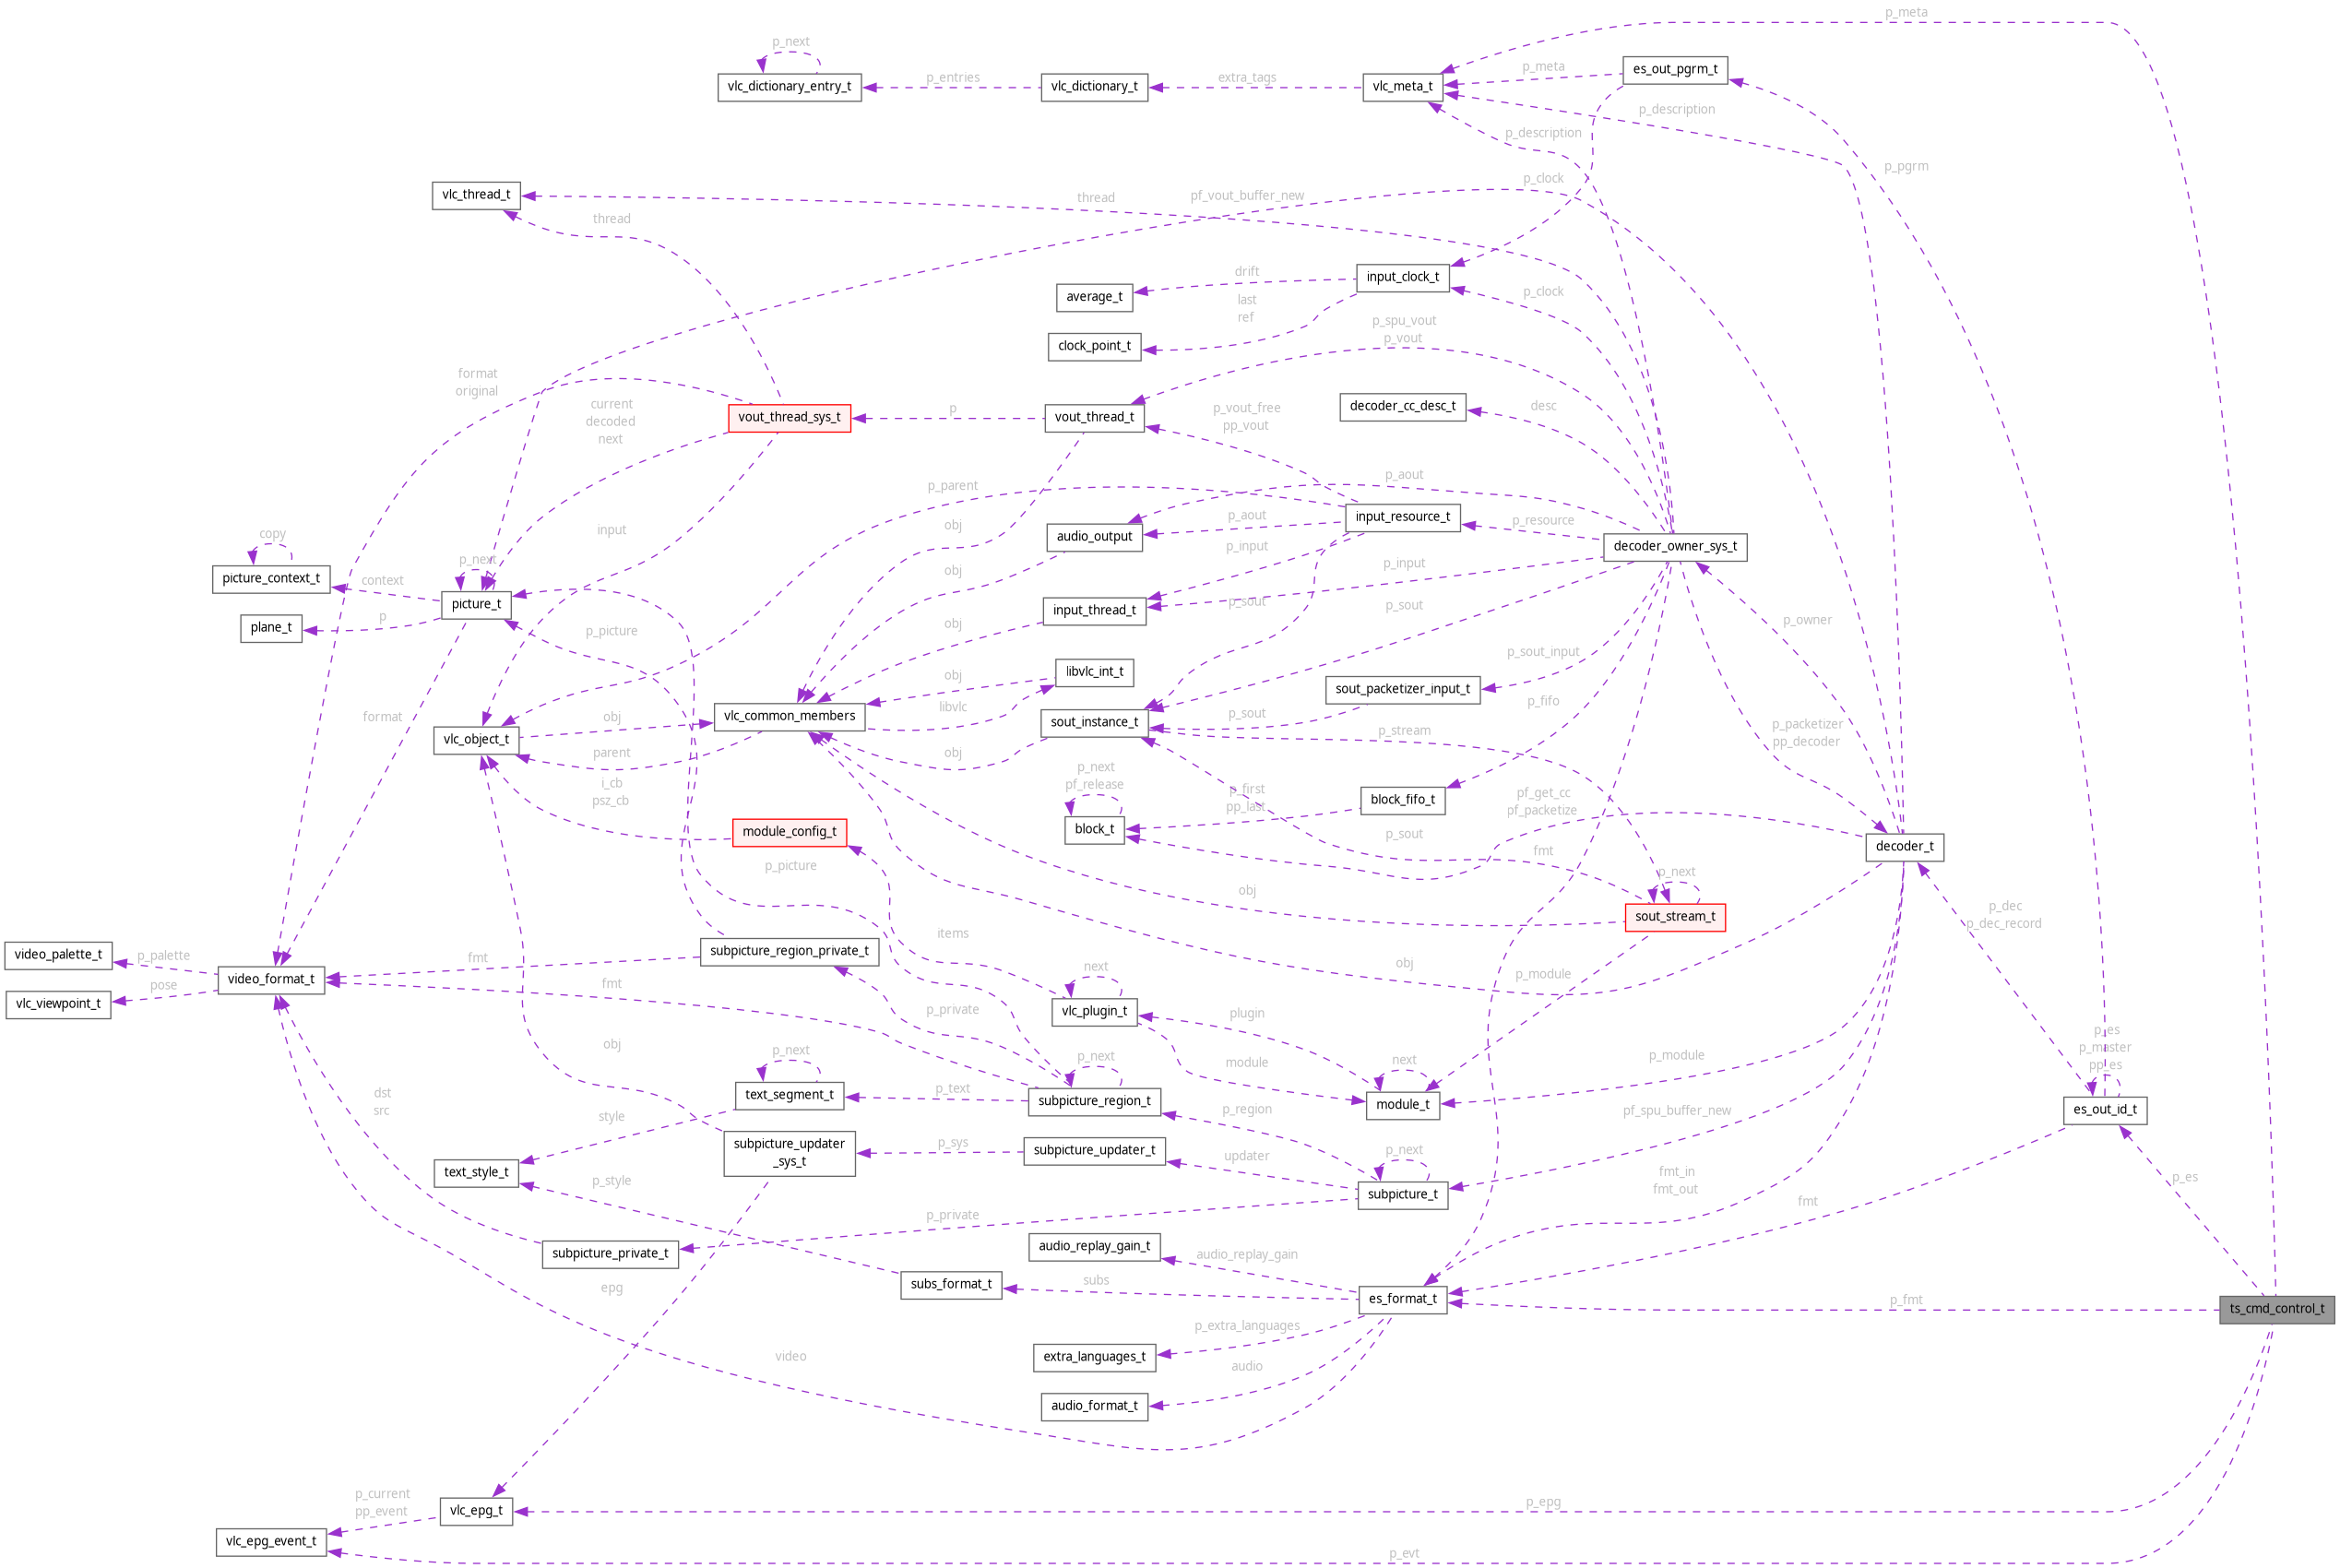 p_meta
p_next
es_out_pgrm_t
p_meta
vlc_dictionary_entry_t
p_entries
vlc_dictionary_t
extra_tags
vlc_meta_t
p_description
p_description
p_pgrm
p_clock
vlc_thread_t
thread
pf_vout_buffer_new
thread
input_clock_t
drift
average_t
p_clock
last
ref
clock_point_t
p_spu_vout
p_vout
format
original
current
decoded
next
vout_thread_sys_t
p
vout_thread_t
p_vout_free
pp_vout
decoder_cc_desc_t
desc
p_parent
p_aout
input
obj
audio_output
p_aout
input_resource_t
p_resource
decoder_owner_sys_t
copy
picture_context_t
context
p_next
picture_t
p_input
p_input
obj
plane_t
p
p_picture
input_thread_t
p_sout
p_sout
p_owner
obj
libvlc_int_t
obj
p_sout_input
sout_packetizer_input_t
format
vlc_object_t
obj
vlc_common_members
libvlc
parent
sout_instance_t
p_sout
p_stream
obj
p_fifo
p_packetizer
pp_decoder
i_cb
psz_cb
p_next
pf_release
p_first
pp_last
block_fifo_t
pf_get_cc
pf_packetize
module_config_t
block_t
p_sout
decoder_t
p_picture
fmt
p_next
obj
sout_stream_t
p_dec
p_dec_record
items
video_palette_t
p_palette
subpicture_region_private_t
fmt
video_format_t
pose
vlc_viewpoint_t
fmt
next
vlc_plugin_t
obj
p_module
p_private
plugin
p_es
p_master
pp_es
obj
p_next
text_segment_t
p_text
p_next
subpicture_region_t
module
next
module_t
p_module
es_out_id_t
dst
src
style
subpicture_updater
_sys_t
p_sys
subpicture_updater_t
p_region
updater
p_next
pf_spu_buffer_new
text_style_t
p_style
subpicture_t
fmt_in
fmt_out
p_es
fmt
p_private
subpicture_private_t
audio_replay_gain_t
audio_replay_gain
epg
subs_format_t
subs
es_format_t
p_fmt
ts_cmd_control_t
p_extra_languages
extra_languages_t
video
audio
audio_format_t
p_current
pp_event
vlc_epg_t
p_epg
vlc_epg_event_t
p_evt